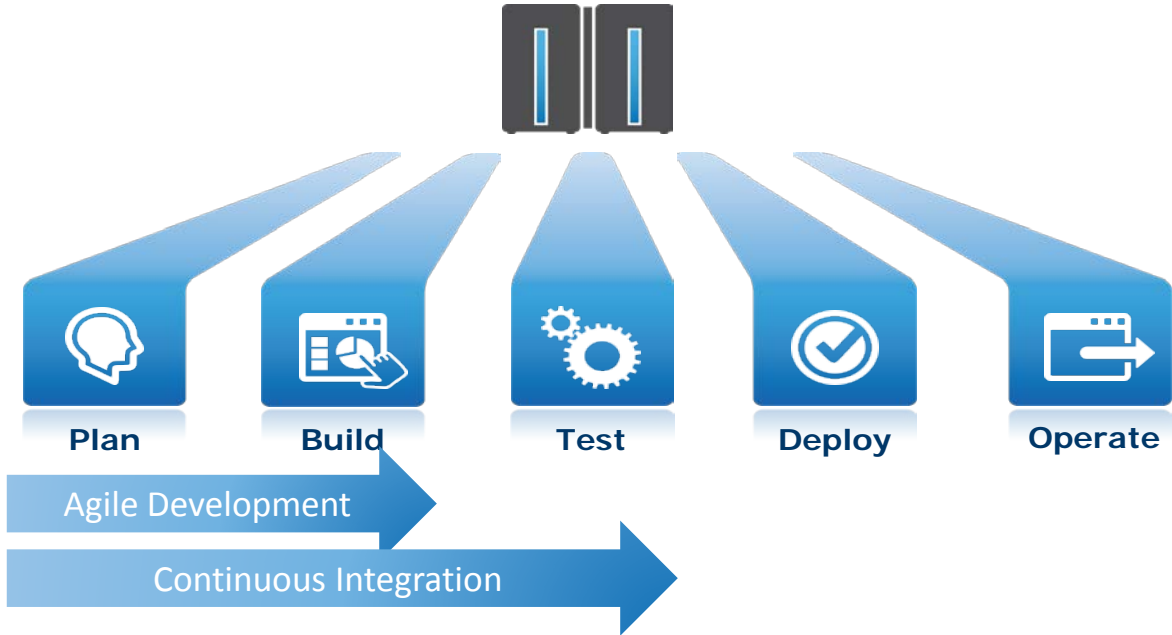 Plan Build Test Deploy Operate
Agile Development
Continuous Integration